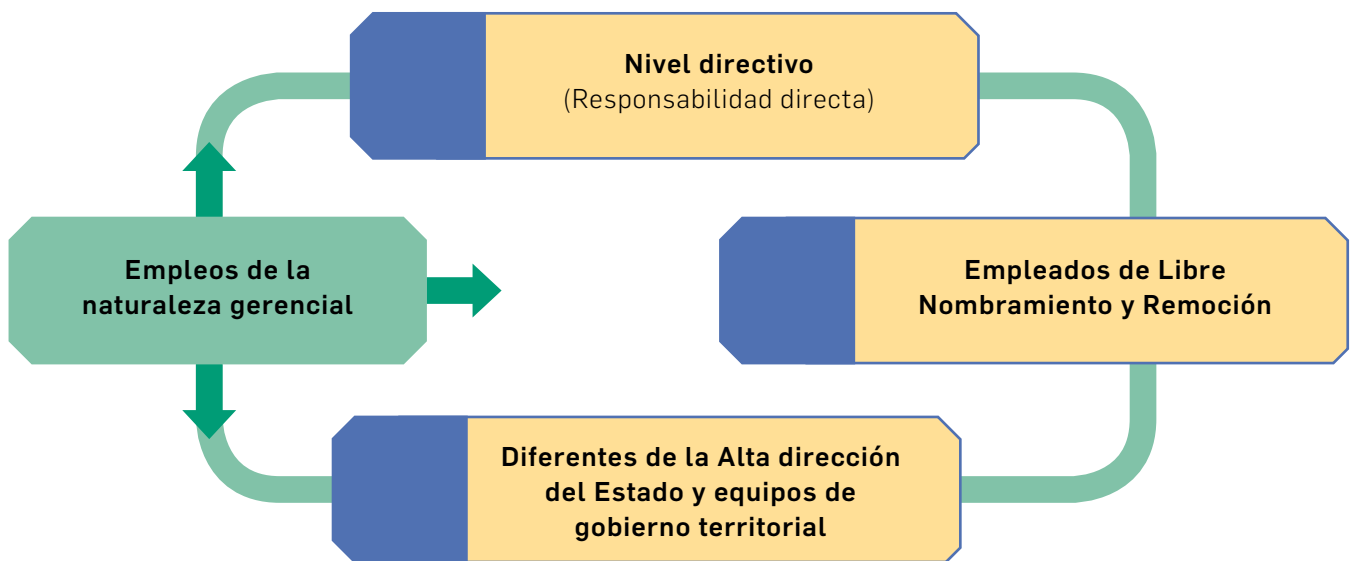 Nivel directivo
(Responsabilidad directa)
Empleos de la
naturaleza gerencial
Empleados de Libre
Nombramiento y Remoción
Diferentes de la Alta dirección
del Estado y equipos de
gobierno territorial